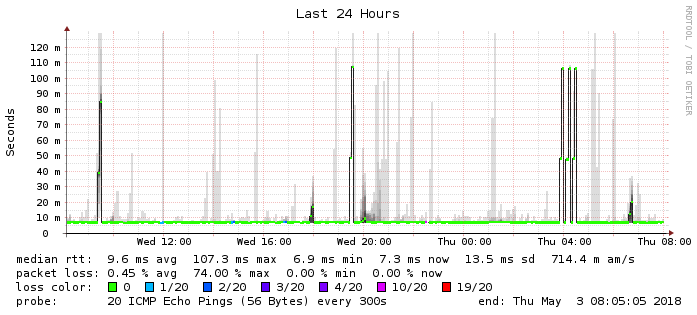 Last 24 Hours
RRDTOOL / TOBI OETIKER
Seconds
120 m
110 m
100 m
90 m
80 m
70 m
60 m
50 m
40 m
30 m
20 m
10 m
0
Wed 12:00 Wed 16:00 Wed 20:00 Thu 00:00 Thu 04:00 Thu 08:00
median rtt: 9.6 ms avg 107.3 ms max 6.9 ms min 7.3 ms now 13.5 ms sd 714.4 m am/s
packet loss: 0.45 % avg 74.00 % max 0.00 % min 0.00 % now
loss color: 0 1/20 2/20 3/20 4/20 10/20 19/20
probe: 20 ICMP Echo Pings (56 Bytes) every 300s end: Thu May 3 08:05:05 2018